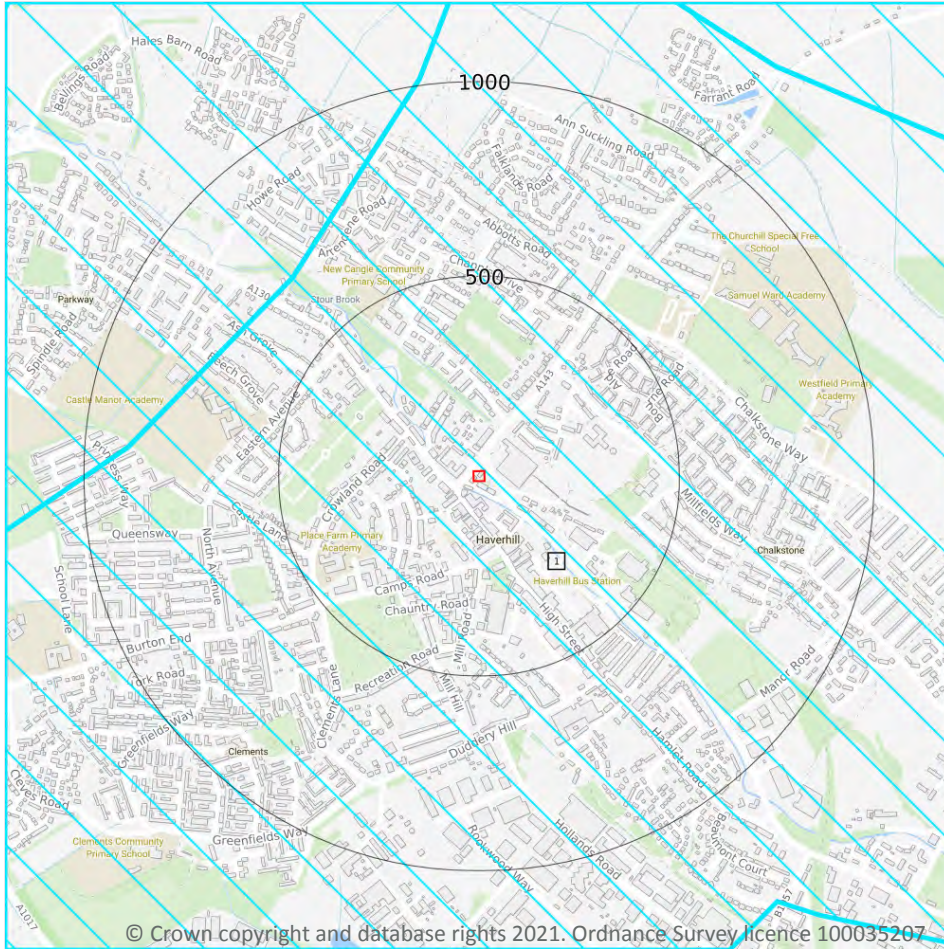 Hales Barn Road
Bellings Road
Farrant Road
1000
Ann Suckling Road
Falklands Road
Howe Road
Arrendene Road
Abbotts Road
The Churchill Special Free
School
New Cangle Community
Primary School
Chann
rive
500
Samuel Ward Academy
Parkway
A130
Stour Brook
Spindle Road
Ash Grove
Beech Grove
A143
Westfield Primary
Academy
Castle Manor Academy
Eastern Avenue
Chalkstone Way
Princess Way
Crowland Road
Millfields Way
Castle Lane
Queensway
North Avenue
Place Farm Primary
Academy
Haverhill
Chalkstone
1
Haverhill Bus Station
School Lane
Camps Road
Chauntry Road
High Street
Mill Road
Burton End
Recreation Road
York Road
Clements Lane
Mill Hill
Manor Road
Greenfields Way
Clements
Duddery Hill
Hamlet Road
Cleves Road
Greenfields Way
Clements Community
Primary School
Rookwood Way
Hollands Road
Beaumont Court
A1017
B1057
© Crown copyright and database rights 2021. Ordnance Survey licence 100035207